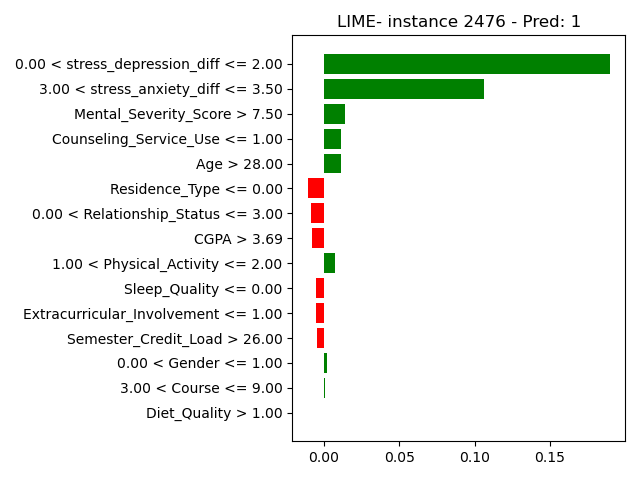 LIME- instance 2476 - Pred: 1
0.00 < stress_depression_diff <= 2.00
3.00 < stress_anxiety_diff <= 3.50
Mental_Severity_Score > 7.50
Counseling_Service_Use <= 1.00
Age > 28.00
Residence_Type <= 0.00
0.00 < Relationship_Status <= 3.00
CGPA > 3.69
1.00 < Physical_Activity <= 2.00
Sleep_Quality <= 0.00
Extracurricular_Involvement <= 1.00
Semester_Credit_Load > 26.00
0.00 < Gender <= 1.00
3.00 < Course <= 9.00
Diet_Quality > 1.00
0.00 0.05 0.10 0.15